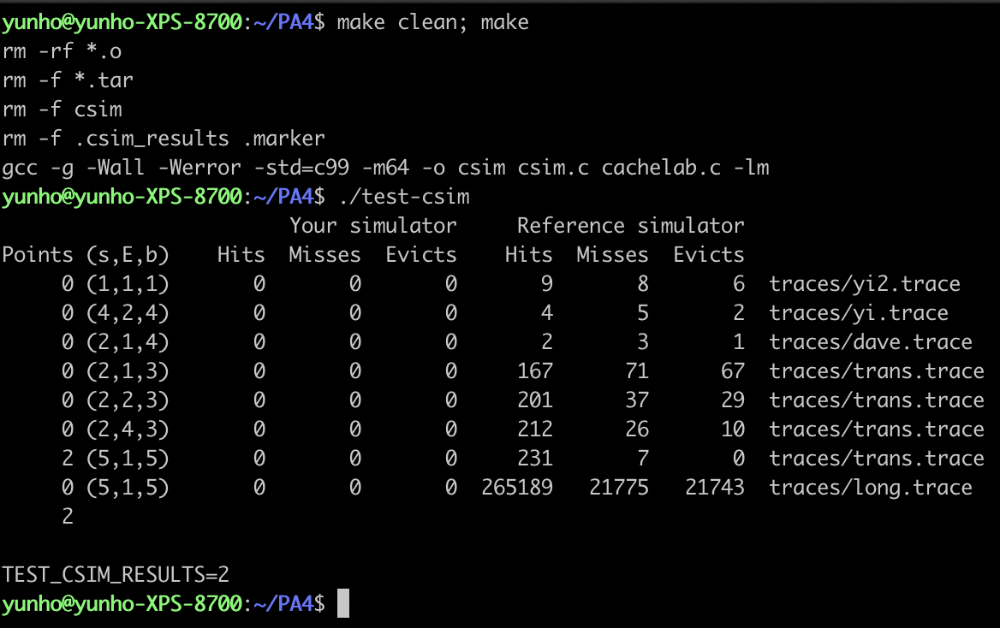 yunho@yunho-XPS-8700:~/PA4$ make clean; make
rm -rf *.o
rm -f *.tar
rm -f csim
rm -f .csim_results .marker
gcc -g -Wall -Werror -std=c99 -m64 -o csim csim.c cachelab.c -lm
yunho@yunho-XPS-8700:~/PA4$ ./test-csim
                        Your simulator     Reference simulator
Points (s,E,b)    Hits  Misses  Evicts    Hits  Misses  Evicts
     0 (1,1,1)       0       0       0       9       8       6  traces/yi2.trace
     0 (4,2,4)       0       0       0       4       5       2  traces/yi.trace
     0 (2,1,4)       0       0       0       2       3       1  traces/dave.trace
     0 (2,1,3)       0       0       0     167      71      67  traces/trans.trace
     0 (2,2,3)       0       0       0     201      37      29  traces/trans.trace
     0 (2,4,3)       0       0       0     212      26      10  traces/trans.trace
     2 (5,1,5)       0       0       0     231       7       0  traces/trans.trace
     0 (5,1,5)       0       0       0  265189   21775   21743  traces/long.trace
     2
TEST_CSIM_RESULTS=2
yunho@yunho-XPS-8700:~/PA4$